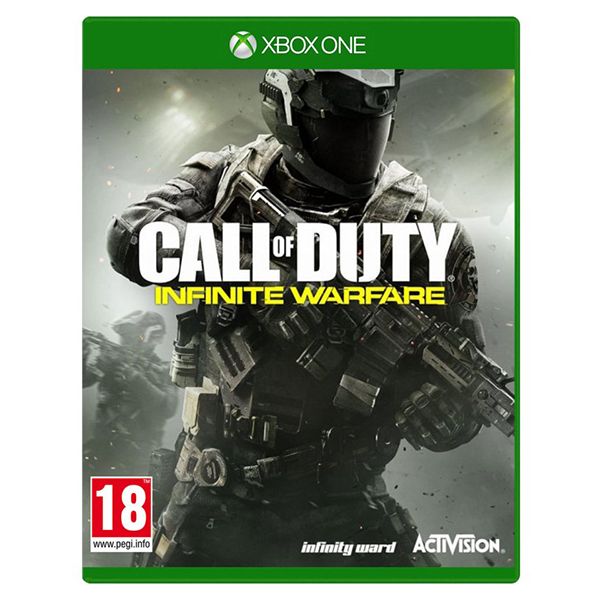 XBOX ONE
CALL OF DUTY®
INFINITE WARFARE
18
www.pegi.info
infinity ward
ACTIVISION